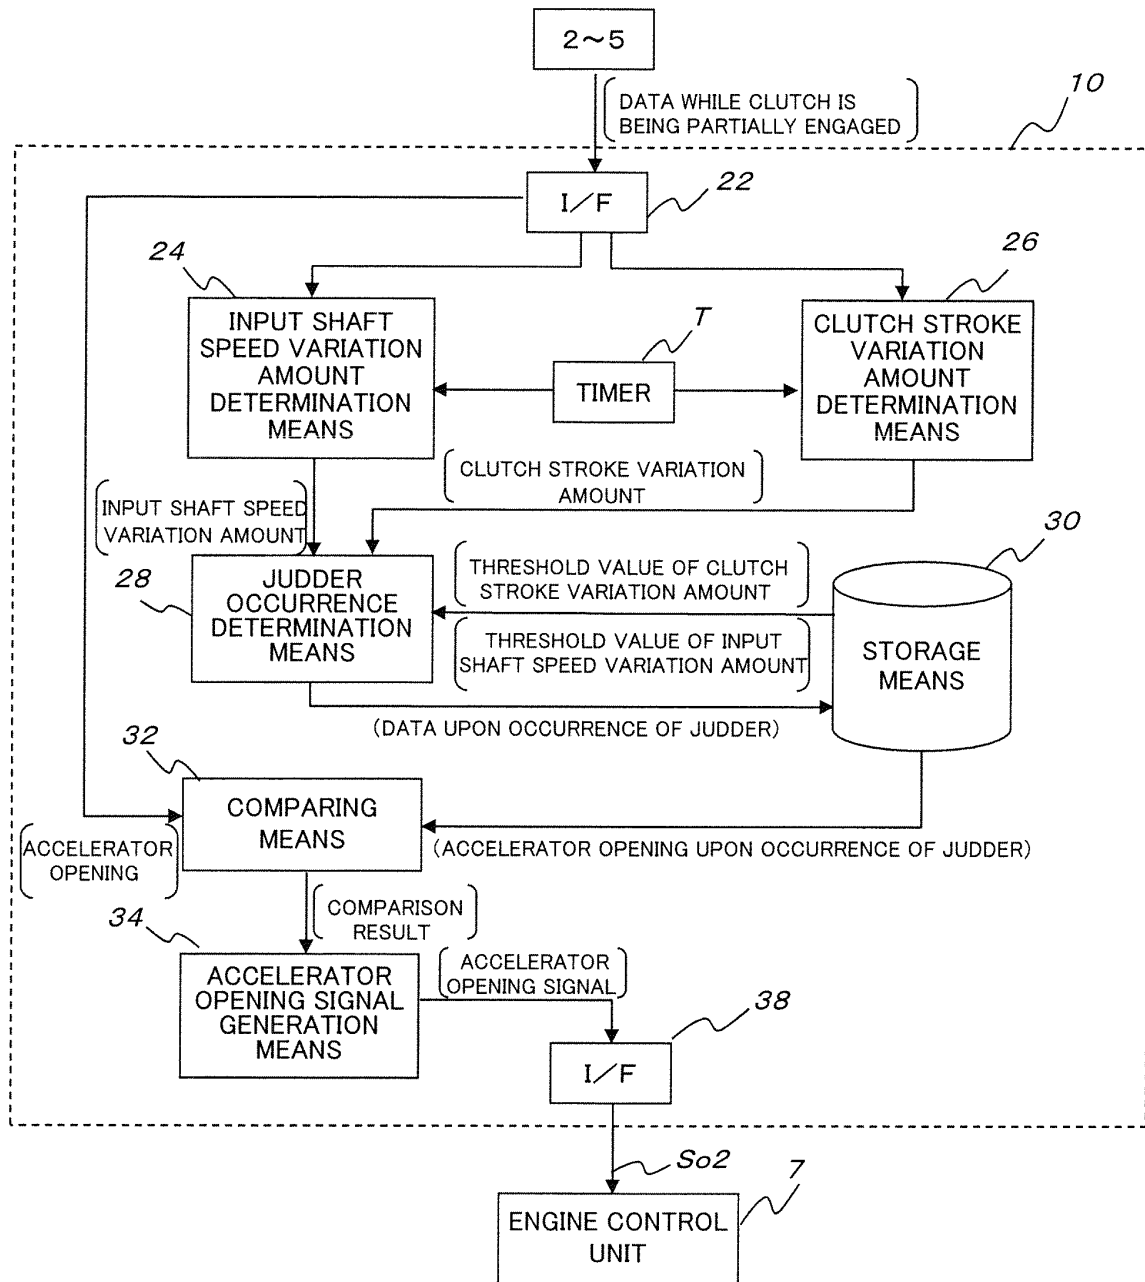 2～5
DATA WHILE CLUTCH IS
BEING PARTIALLY ENGAGED
10
I／F
22
24
INPUT SHAFT
SPEED VARIATION
AMOUNT
DETERMINATION
MEANS
T
TIMER
26
CLUTCH STROKE
VARIATION
AMOUNT
DETERMINATION
MEANS
INPUT SHAFT SPEED
VARIATION AMOUNT
CLUTCH STROKE VARIATION
AMOUNT
28
JUDDER
OCCURRENCE
DETERMINATION
MEANS
THRESHOLD VALUE OF CLUTCH
STROKE VARIATION AMOUNT
THRESHOLD VALUE OF INPUT
SHAFT SPEED VARIATION AMOUNT
30
STORAGE
MEANS
(DATA UPON OCCURRENCE OF JUDDER)
32
COMPARING
MEANS
ACCELERATOR
OPENING
(ACCELERATOR OPENING UPON OCCURRENCE OF JUDDER)
COMPARISON
RESULT
34
ACCELERATOR
OPENING SIGNAL
GENERATION
MEANS
ACCELERATOR
OPENING SIGNAL
38
I／F
So2
7
ENGINE CONTROL
UNIT